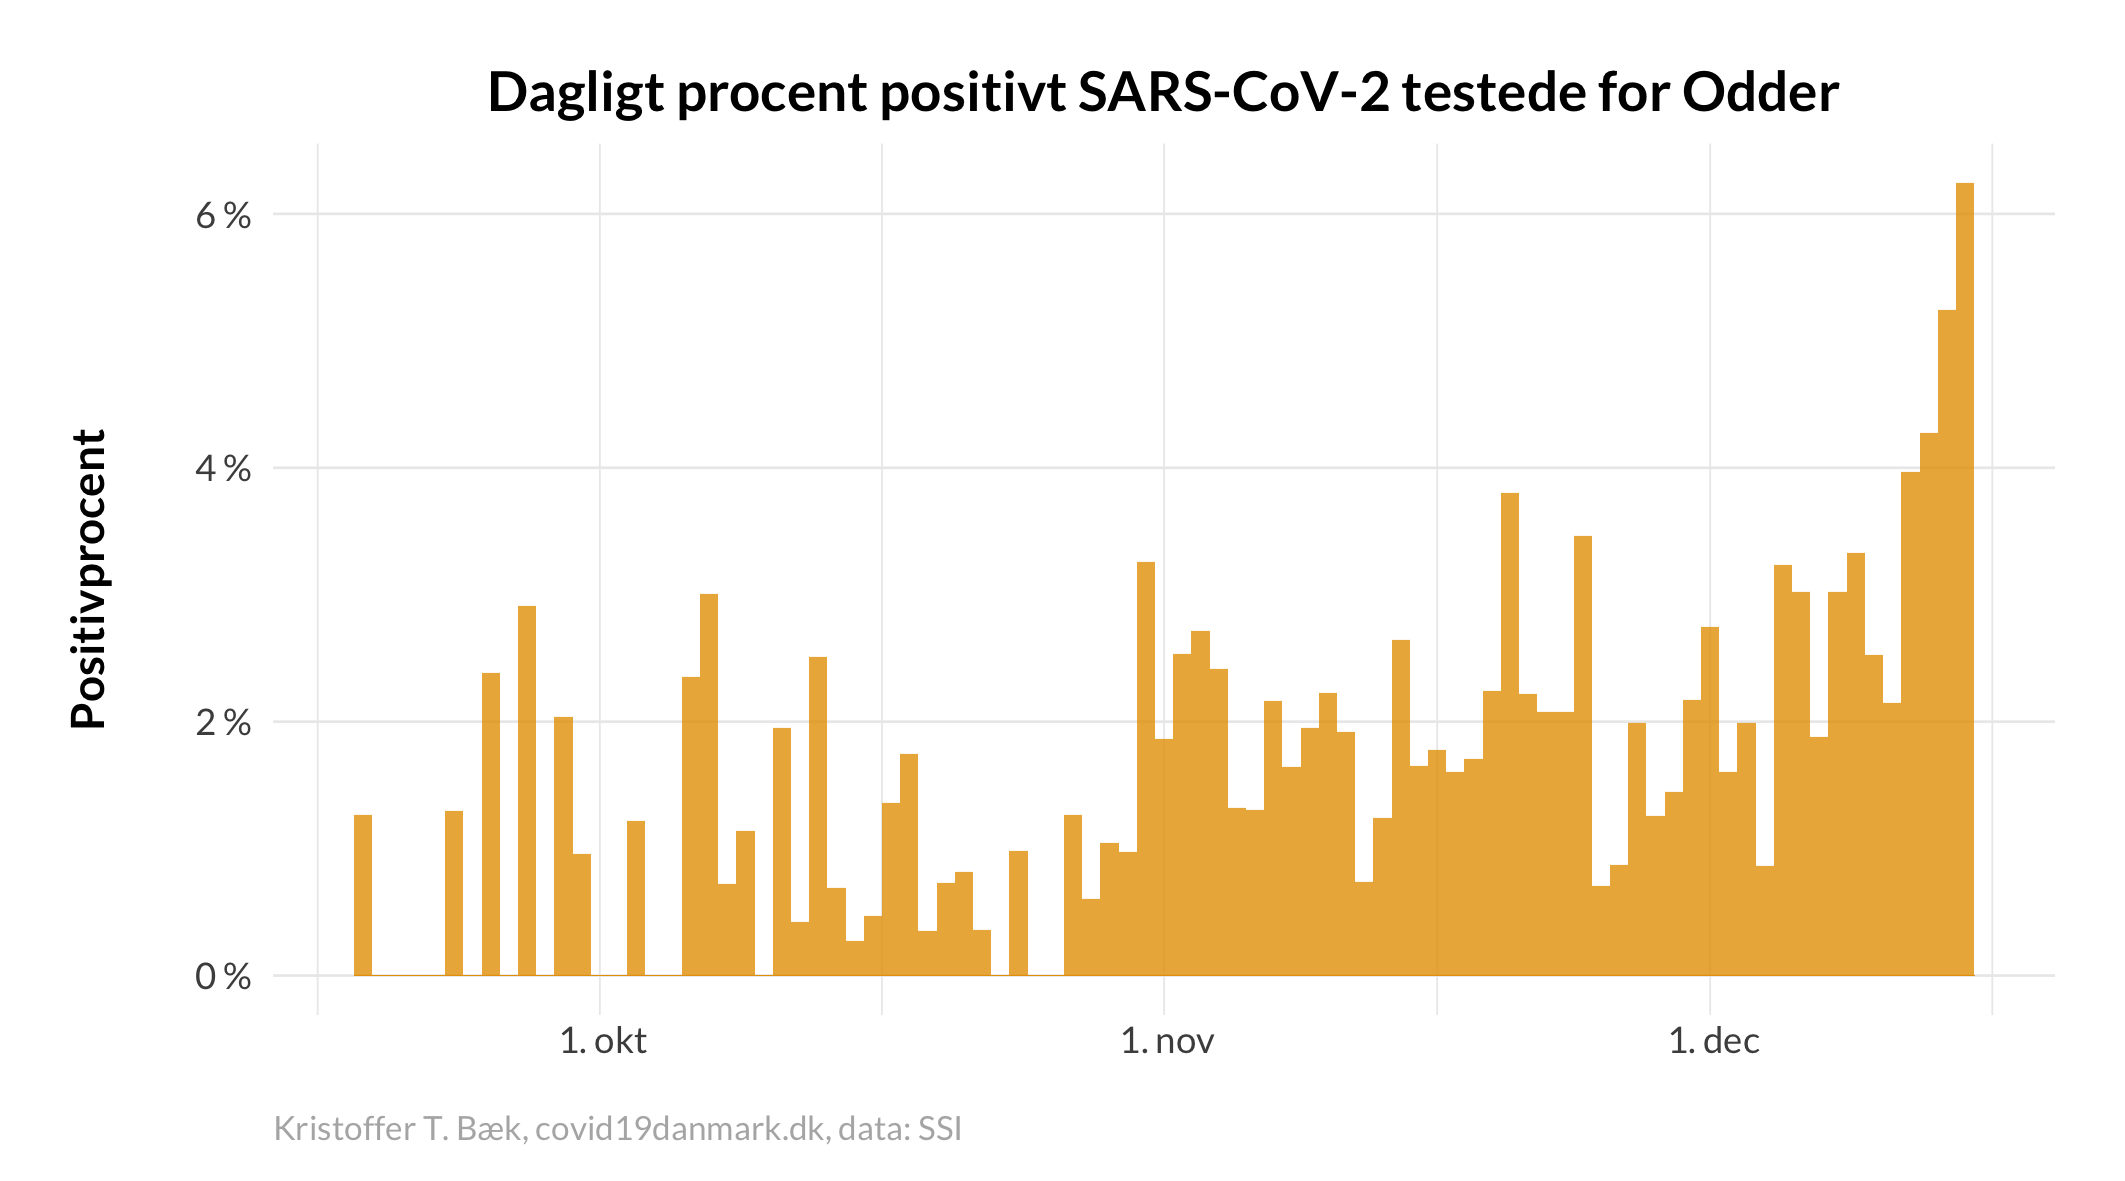 Dagligt procent positivt SARS-CoV-2 testede for Odder
Positivprocent
6 %
4 %
2 %
0 %
1. okt
1. nov
1. dec
Kristoffer T. Bæk, covid19danmark.dk, data: SSI